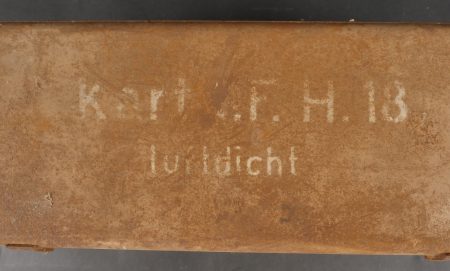 Kart. F. H. 18
luftdicht